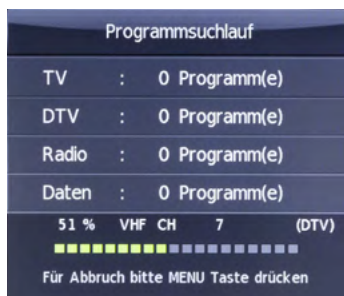 Programmsuchlauf
TV : 0 Programm(e)
DTV : 0 Programm(e)
Radio : 0 Programm(e)
Daten : 0 Programm(e)
51 % VHF CH 7 (DTV)
Für Abbruch bitte MENU Taste drücken